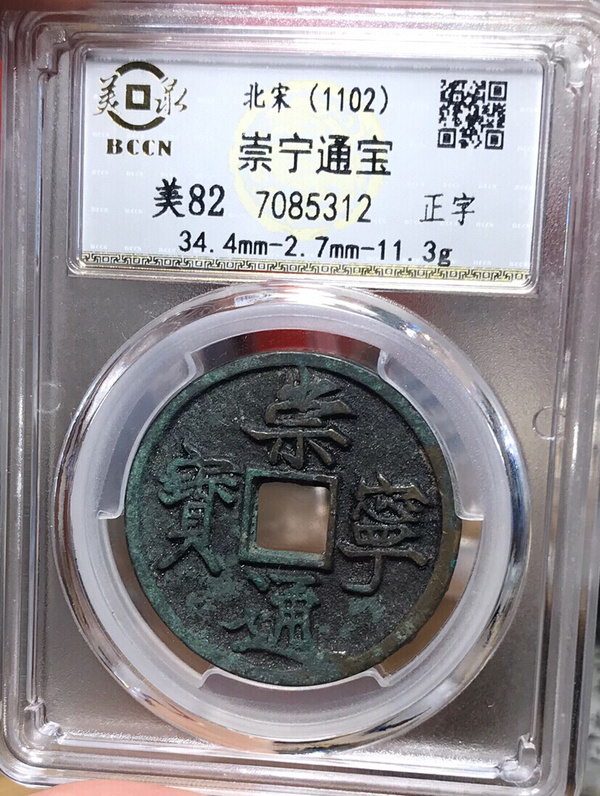 美泉
BCCN
北宋（1102）
崇宁通宝
美82 7085312 正字
34.4mm-2.7mm-11.3g
崇寧通寳